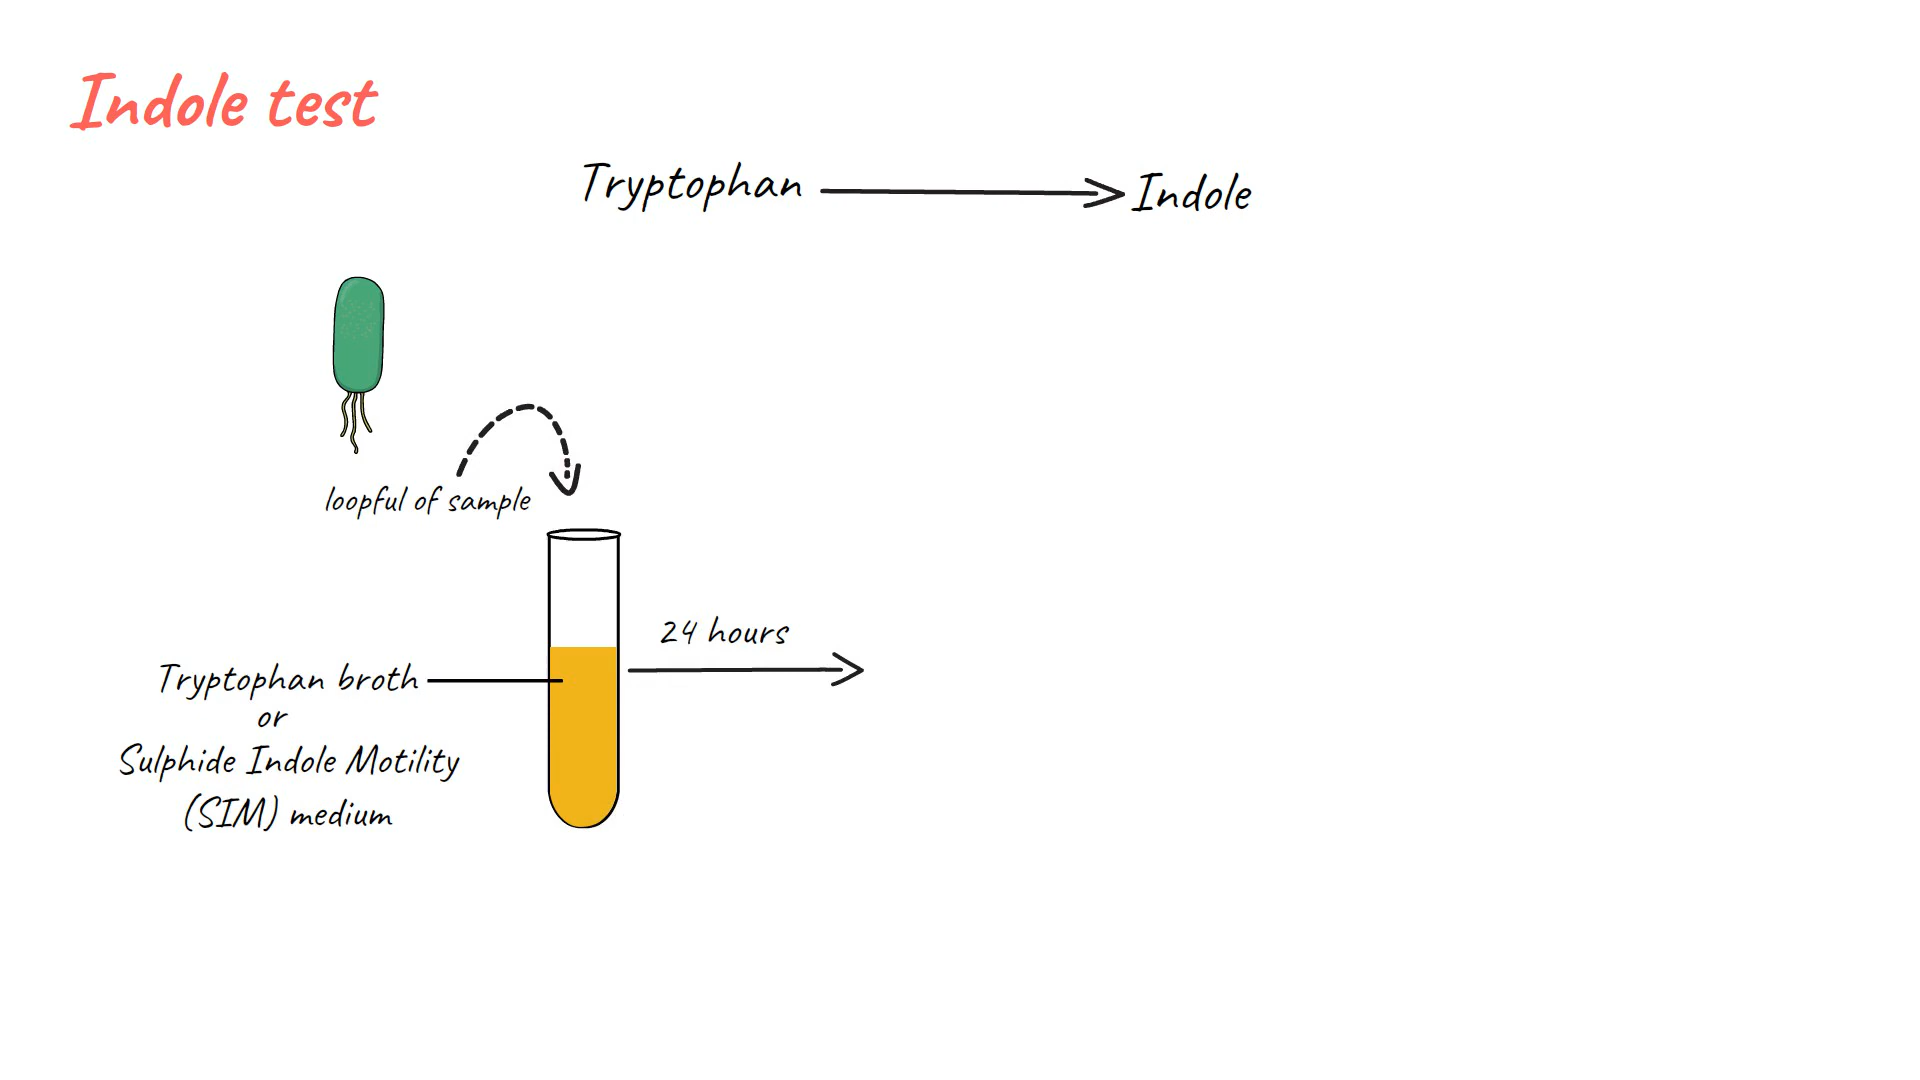 Indole test
Tryptophan
Indole
loopful of sample
24 hours
Tryptophan broth
or
Sulphide Indole Motility
(SIM) medium